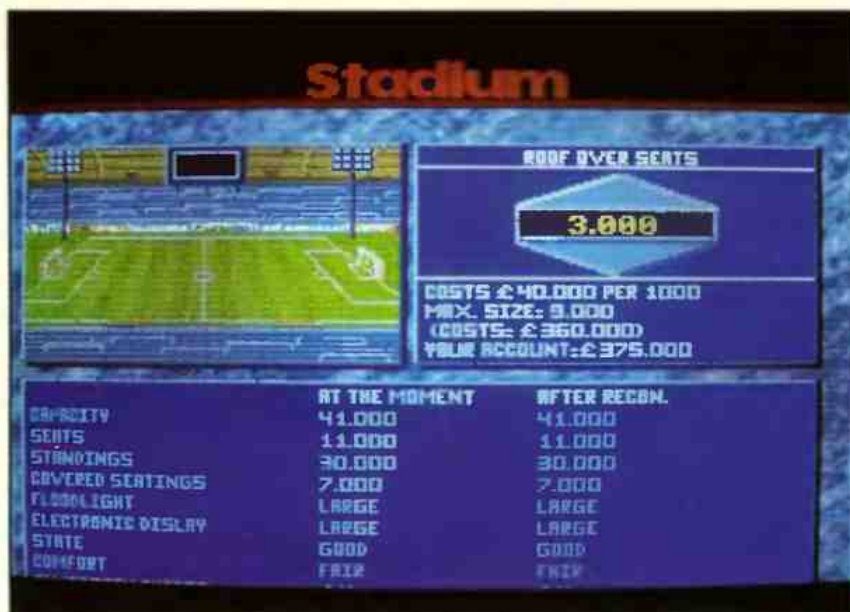 Stadium
ROOF OVER SEATS
3.000
COSTS £40.000 PER 1000
MAX. SIZE: 9.000
(COSTS: £360.000)
YOUR ACCOUNT:£375.000
AT THE MOMENT AFTER RECON.
CAPACITY 41.000 41.000
SEATS 11.000 11.000
STANDINGS 30.000 30.000
COVERED SEATINGS 7.000 7.000
FLOODLIGHT LARGE LARGE
ELECTRONIC DISLAY LARGE LARGE
STATE GOOD GOOD
COMFORT FAIR FAIR